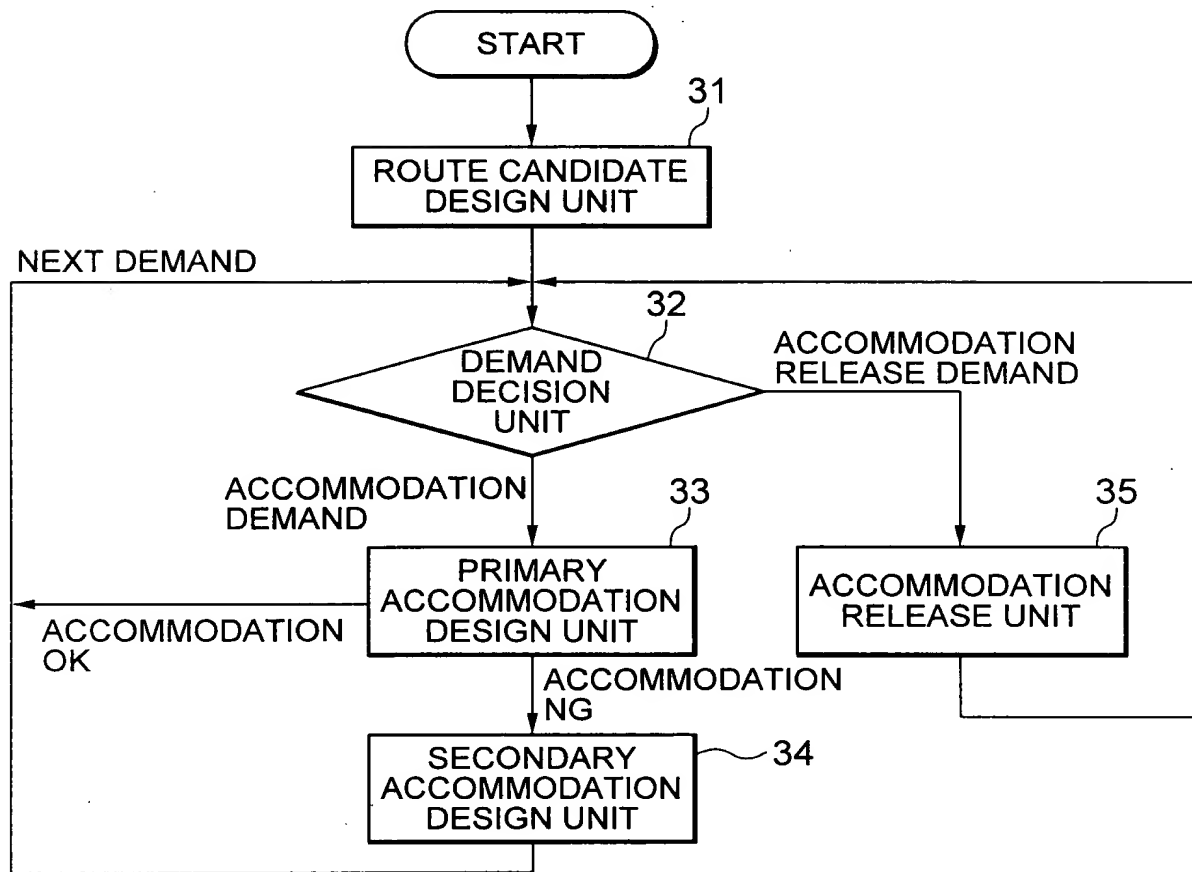 START
31
ROUTE CANDIDATE
DESIGN UNIT
NEXT DEMAND
32
DEMAND
DECISION
UNIT
ACCOMMODATION
RELEASE DEMAND
ACCOMMODATION
DEMAND
33
35
PRIMARY
ACCOMMODATION
DESIGN UNIT
ACCOMMODATION
RELEASE UNIT
ACCOMMODATION
OK
ACCOMMODATION
NG
SECONDARY
ACCOMMODATION
DESIGN UNIT
34